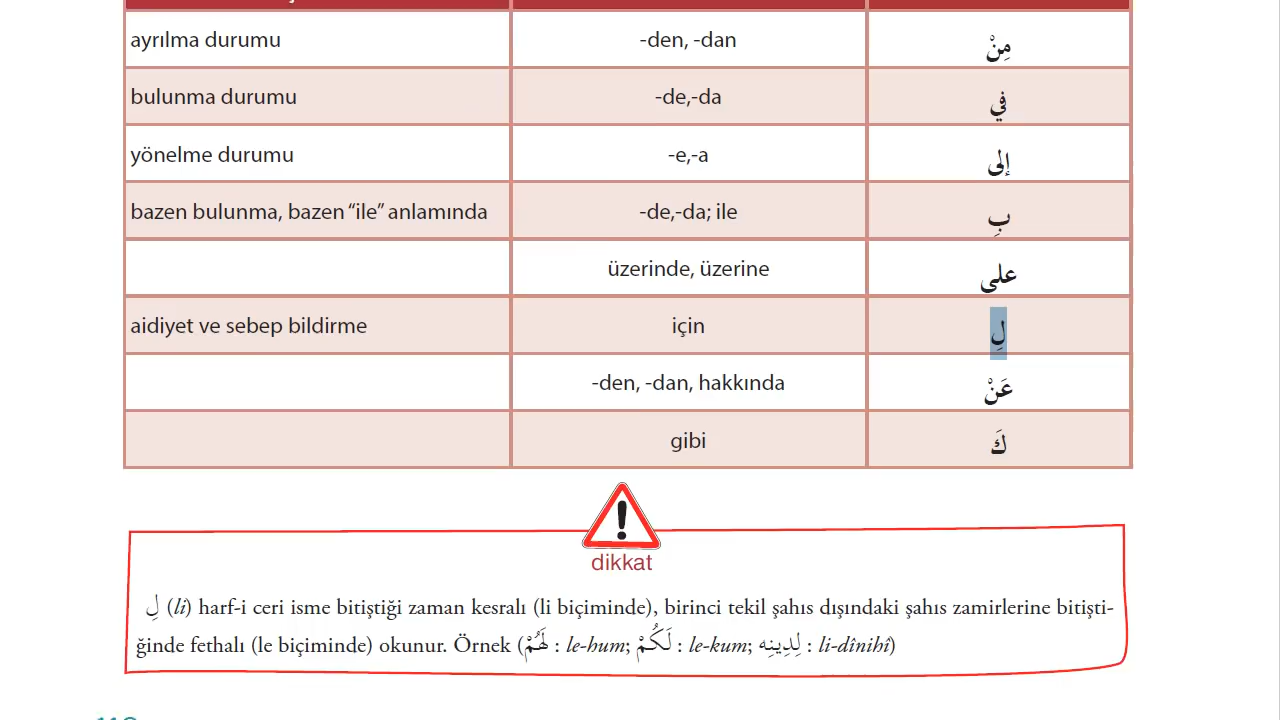 ayrılma durumu -den, -dan مِنْ
bulunma durumu -de,-da في
yönelme durumu -e,-a إلى
bazen bulunma, bazen “ile” anlamında -de,-da; ile بِ
üzerinde, üzerine على
aidiyet ve sebep bildirme için لِ
-den, -dan, hakkında عَنْ
gibi كَ
dikkat
لِ (li) harf-i ceri isme bitiştiği zaman kesralı (li biçiminde), birinci tekil şahıs dışındaki şahıs zamirlerine bitişti-
ğinde fethalı (le biçiminde) okunur. Örnek (لَهُمْ : le-hum; لَكُمْ : le-kum; لِدِينِه : li-dînihî)